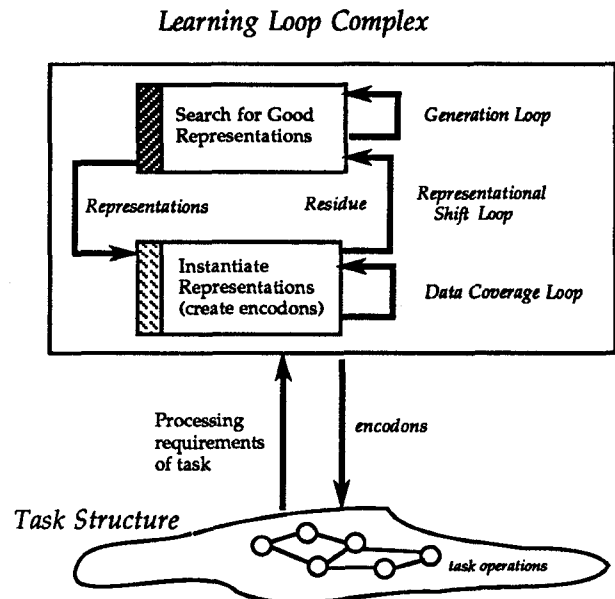 Learning Loop Complex
Search for Good
Representations
Generation Loop
Representations
Residue
Representational
Shift Loop
Instantiate
Representations
(create encodons)
Data Coverage Loop
Processing
requirements
of task
encodons
Task Structure
task operations